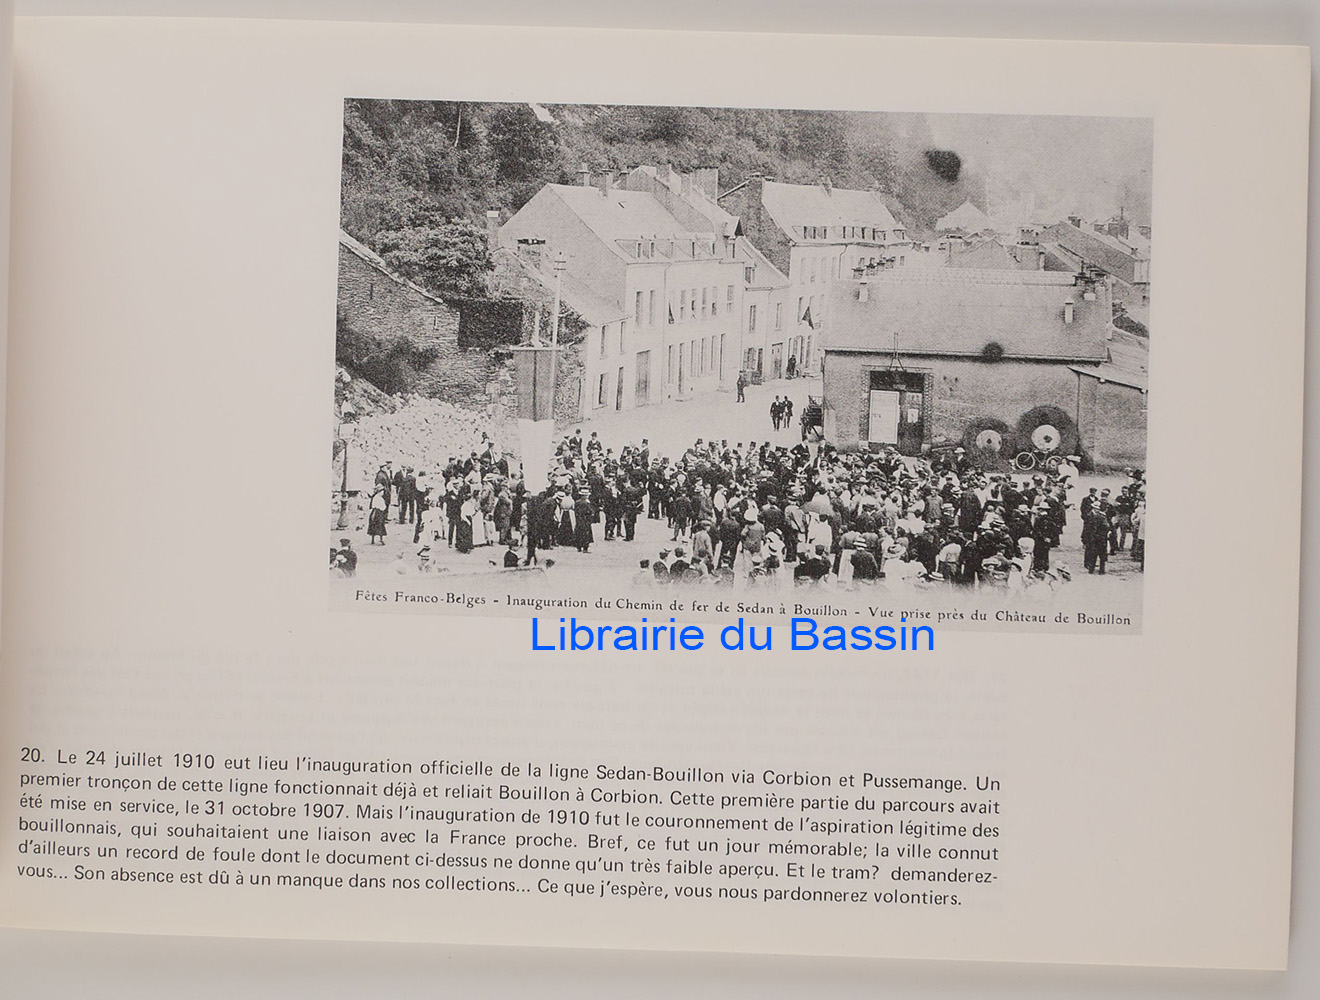 Fêtes Franco-Belges - Inauguration du Chemin de fer de Sedan à Bouillon - Vue prise près du Château de Bouillon
Librairie du Bassin
20. Le 24 juillet 1910 eut lieu l'inauguration officielle de la ligne Sedan-Bouillon via Corbion et Pussemange. Un
premier tronçon de cette ligne fonctionnait déjà et reliait Bouillon à Corbion. Cette première partie du parcours avait
été mise en service, le 31 octobre 1907. Mais l'inauguration de 1910 fut le couronnement de l'aspiration légitime des
bouillonnais, qui souhaitaient une liaison avec la France proche. Bref, ce fut un jour mémorable; la ville connut
d'ailleurs un record de foule dont le document ci-dessus ne donne qu'un très faible aperçu. Et le tram? demanderez-
vous... Son absence est dû à un manque dans nos collections... Ce que j'espère, vous nous pardonnerez volontiers.